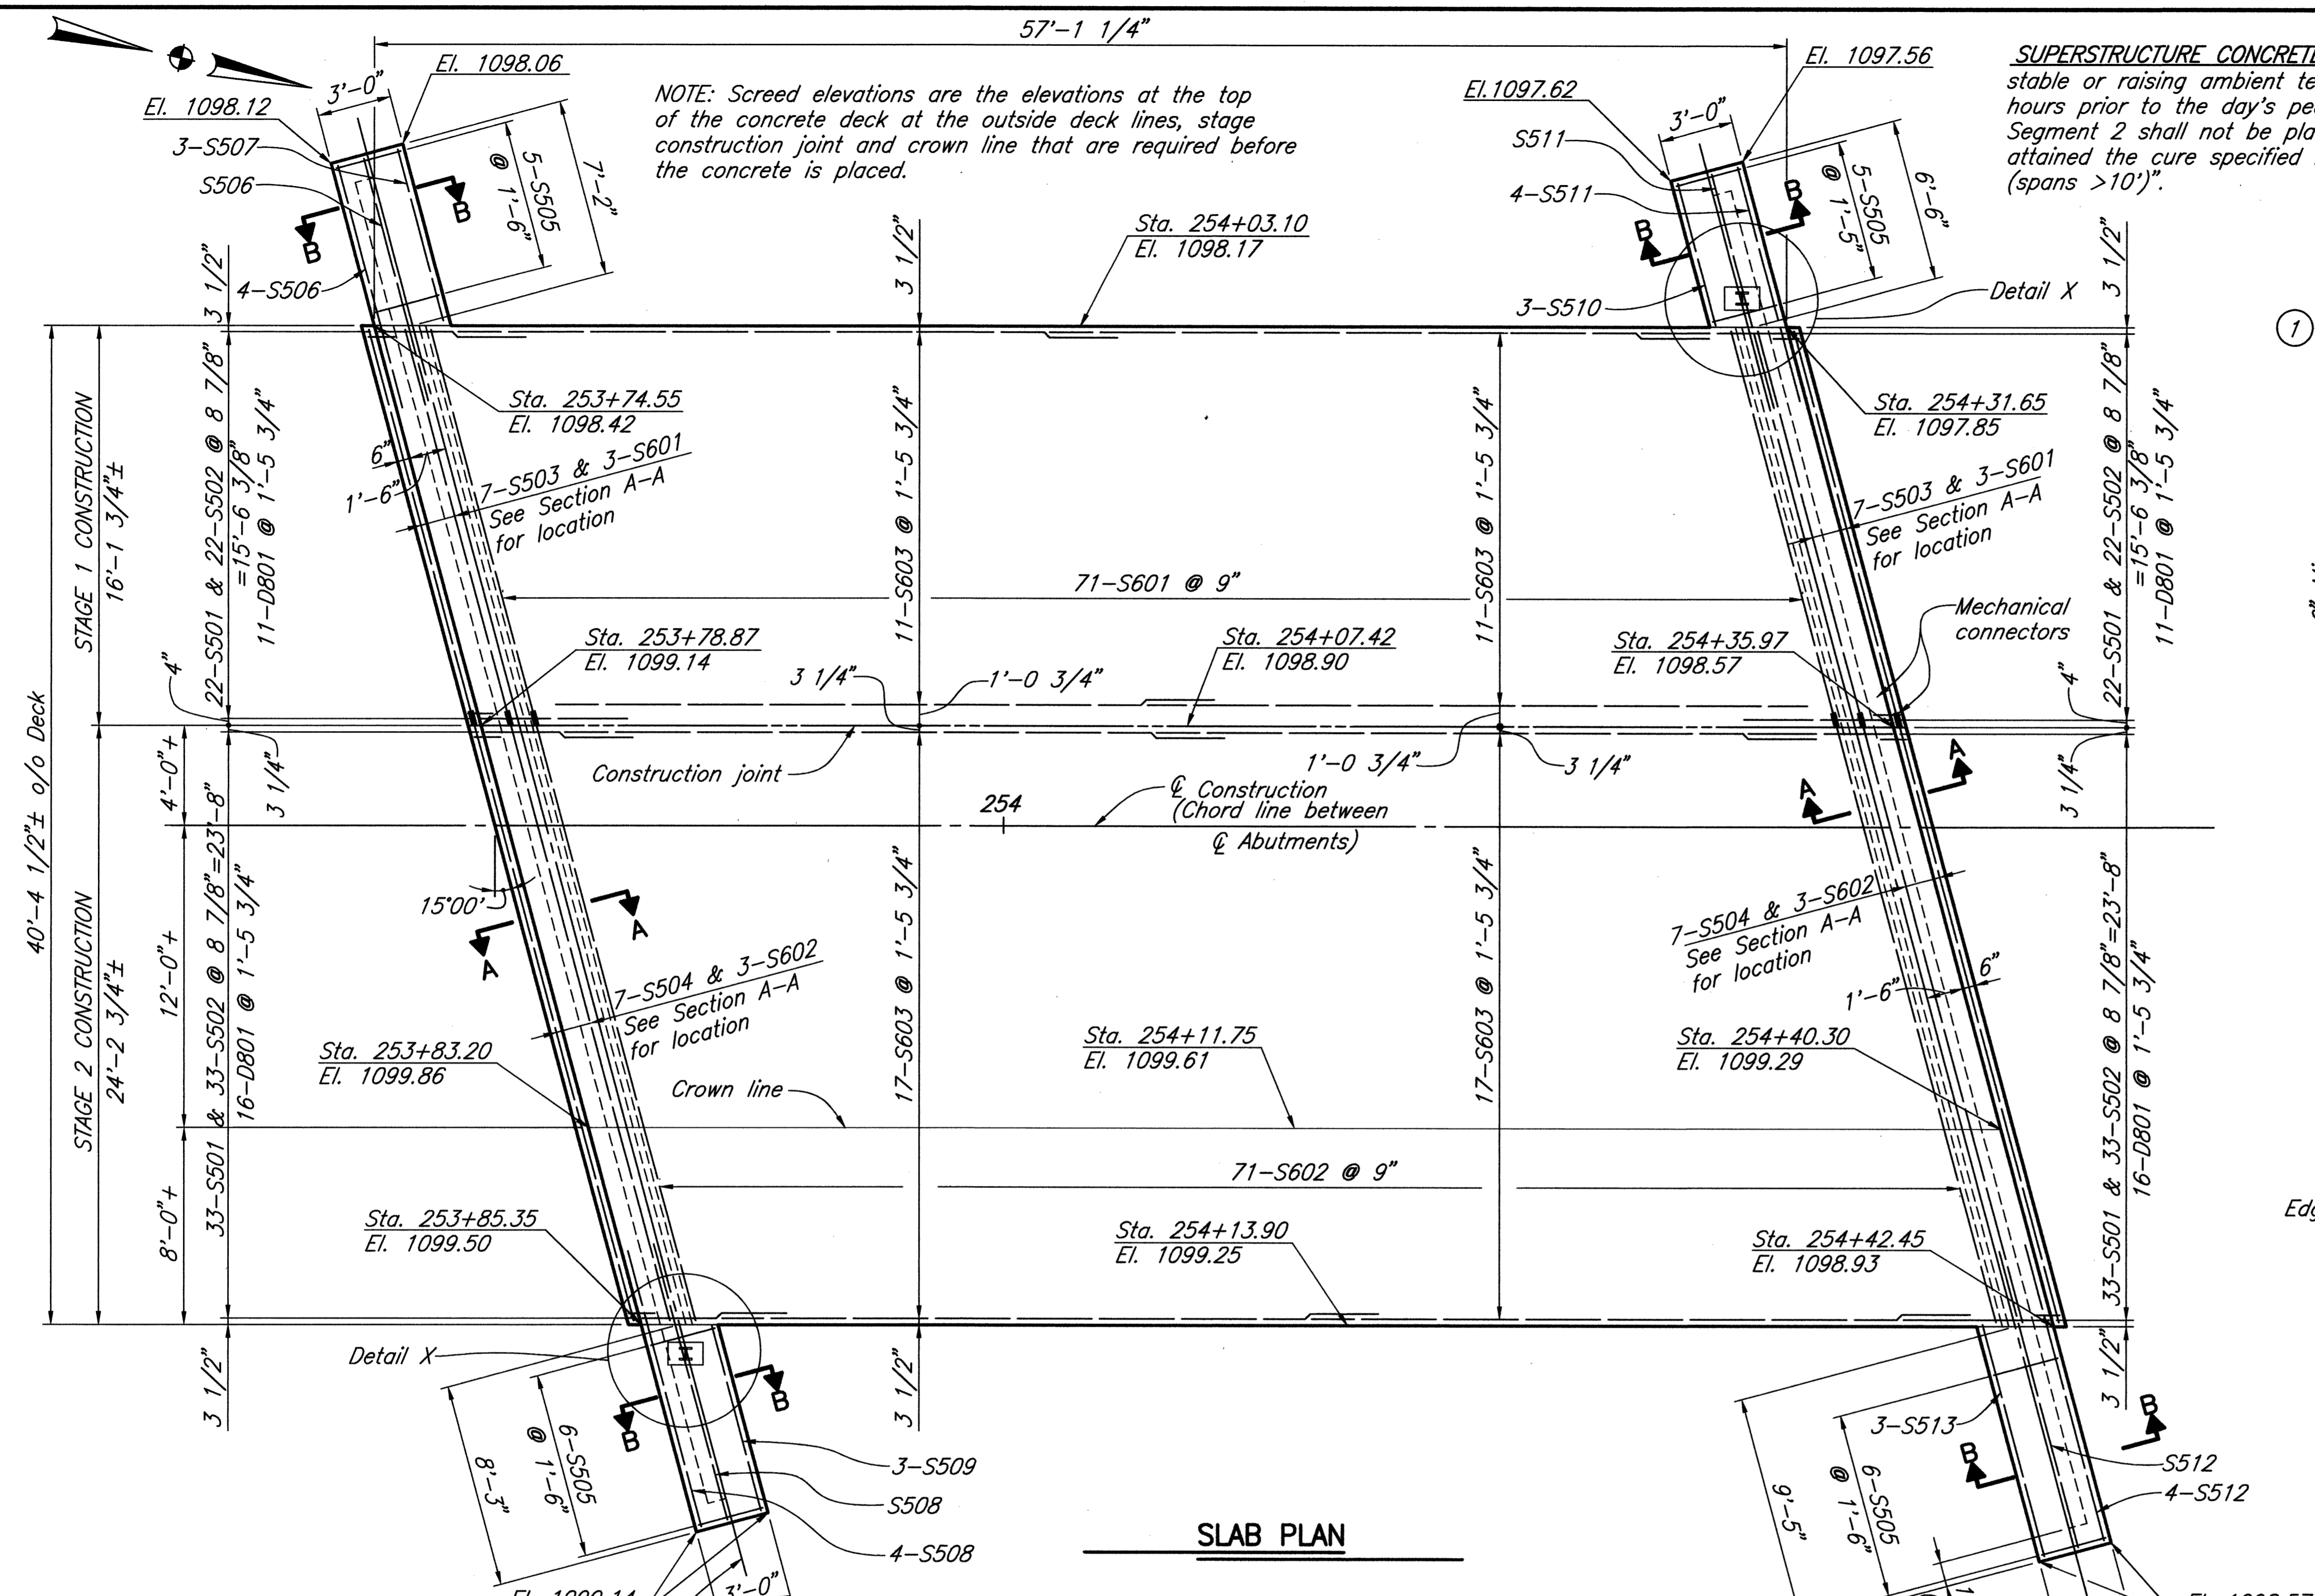 57'-1 1/4"
El. 1098.06
El. 1098.12
3'-0"
3-S507
S506
B
B
4-S506
5-S505
@ 1'-6"
7'-2"
NOTE: Screed elevations are the elevations at the top
of the concrete deck at the outside deck lines, stage
construction joint and crown line that are required before
the concrete is placed.
El. 1097.56
El. 1097.62
3'-0"
S511
4-S511
B
B
3-S510
5-S505
@ 1'-5"
6'-6"
Detail X
SUPERSTRUCTURE CONCRETE
stable or raising ambient
hours prior to the day's
Segment 2 shall not be
attained the cure specified
(spans >10')".
1
Sta. 254+03.10
El. 1098.17
3 1/2"
3 1/2"
3 1/2"
Sta. 253+74.55
El. 1098.42
Sta. 254+31.65
El. 1097.85
40'-4 1/2"± o/o Deck
STAGE 1 CONSTRUCTION
16'-1 3/4"±
22-S501 & 22-S502 @ 8 7/8"
=15'-6 3/8"
11-D801 @ 1'-5 3/4"
6"
1'-6"
7-S503 & 3-S601
See Section A-A
for location
11-S603 @ 1'-5 3/4"
11-S603 @ 1'-5 3/4"
7-S503 & 3-S601
See Section A-A
for location
22-S501 & 22-S502 @ 8 7/8"
=15'-6 3/8"
11-D801 @ 1'-5 3/4"
71-S601 @ 9"
Mechanical
connectors
Sta. 253+78.87
El. 1099.14
Sta. 254+07.42
El. 1098.90
Sta. 254+35.97
El. 1098.57
4"
3 1/4"
3 1/4"
1'-0 3/4"
1'-0 3/4"
3 1/4"
4"
3 1/4"
Construction joint
254
℄ Construction
(Chord line between
℄ Abutments)
A
A
STAGE 2 CONSTRUCTION
24'-2 3/4"±
4'-0"±
12'-0"±
8'-0"±
33-S501 & 33-S502 @ 8 7/8"=23'-8"
16-D801 @ 1'-5 3/4"
15°00'
A
A
7-S504 & 3-S602
See Section A-A
for location
17-S603 @ 1'-5 3/4"
17-S603 @ 1'-5 3/4"
7-S504 & 3-S602
See Section A-A
for location
1'-6"
6"
33-S501 & 33-S502 @ 8 7/8"=23'-8"
16-D801 @ 1'-5 3/4"
Sta. 253+83.20
El. 1099.86
Sta. 254+11.75
El. 1099.61
Sta. 254+40.30
El. 1099.29
Crown line
71-S602 @ 9"
Sta. 253+85.35
El. 1099.50
Sta. 254+13.90
El. 1099.25
Sta. 254+42.45
El. 1098.93
3 1/2"
3 1/2"
3 1/2"
Detail X
B
B
8'-3"
6-S505
@ 1'-6"
3-S509
S508
4-S508
3'-0"
SLAB PLAN
9'-5"
6-S505
@ 1'-6"
3-S513
B
B
S512
4-S512